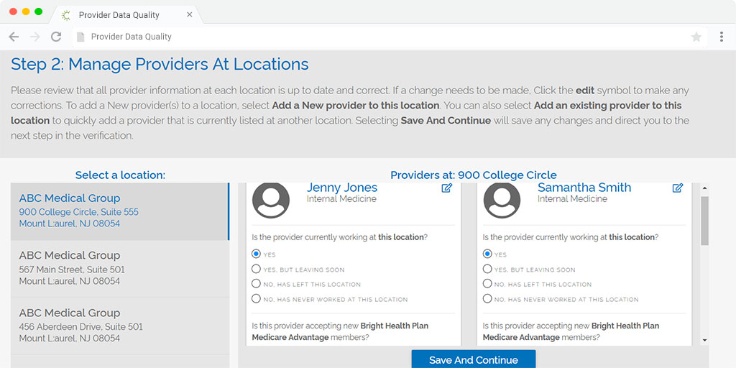 Provider Data Quality
Provider Data Quality
Step 2: Manage Providers At Locations
Please review that all provider information at each location is up to date and correct. If a change needs to be made, Click the edit symbol to make any
corrections. To add a New provider(s) to a location, select Add a New provider to this location. You can also select Add an existing provider to this
location to quickly add a provider that is currently listed at another location. Selecting Save And Continue will save any changes and direct you to the
next step in the verification.
Select a location:
ABC Medical Group
900 College Circle, Suite 555
Mount L:aurel, NJ 08054
ABC Medical Group
567 Main Street, Suite 501
Mount L:aurel, NJ 08054
ABC Medical Group
456 Aberdeen Drive, Suite 501
Mount L:aurel, NJ 08054
Providers at: 900 College Circle
Jenny Jones
Internal Medicine
Is the provider currently working at this location?
YES
YES, BUT LEAVING SOON
NO, HAS LEFT THIS LOCATION
NO, HAS NEVER WORKED AT THIS LOCATION
Is this provider accepting new Bright Health Plan
Medicare Advantage members?
Samantha Smith
Internal Medicine
Is the provider currently working at this location?
YES
YES, BUT LEAVING SOON
NO, HAS LEFT THIS LOCATION
NO, HAS NEVER WORKED AT THIS LOCATION
Is this provider accepting new Bright Health Plan
Medicare Advantage members?
Save And Continue